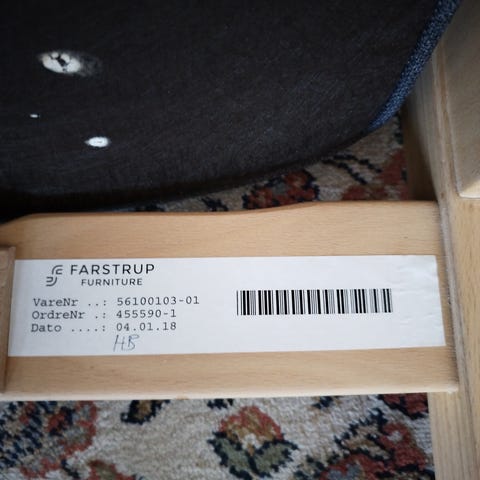 FARSTRUP
FURNITURE
VareNr ..: 56100103-01
OrdreNr .: 455590-1
Dato ....: 04.01.18
HB